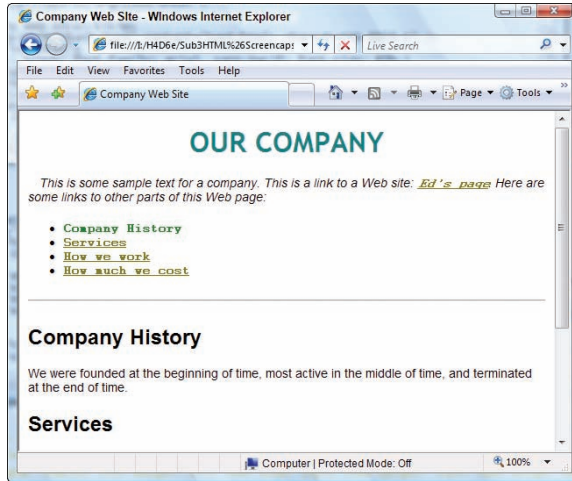 Company Web Site - Windows Internet Explorer
file:///I:/H4D6e/Sub3HTML%26Screencaps
Live Search
File Edit View Favorites Tools Help
Company Web Site
Page Tools
OUR COMPANY
This is some sample text for a company. This is a link to a Web site: Ed's page Here are
some links to other parts of this Web page:
• Company History
• Services
• How we work
• How much we cost
Company History
We were founded at the beginning of time, most active in the middle of time, and terminated
at the end of time.
Services
Computer | Protected Mode: Off
100%